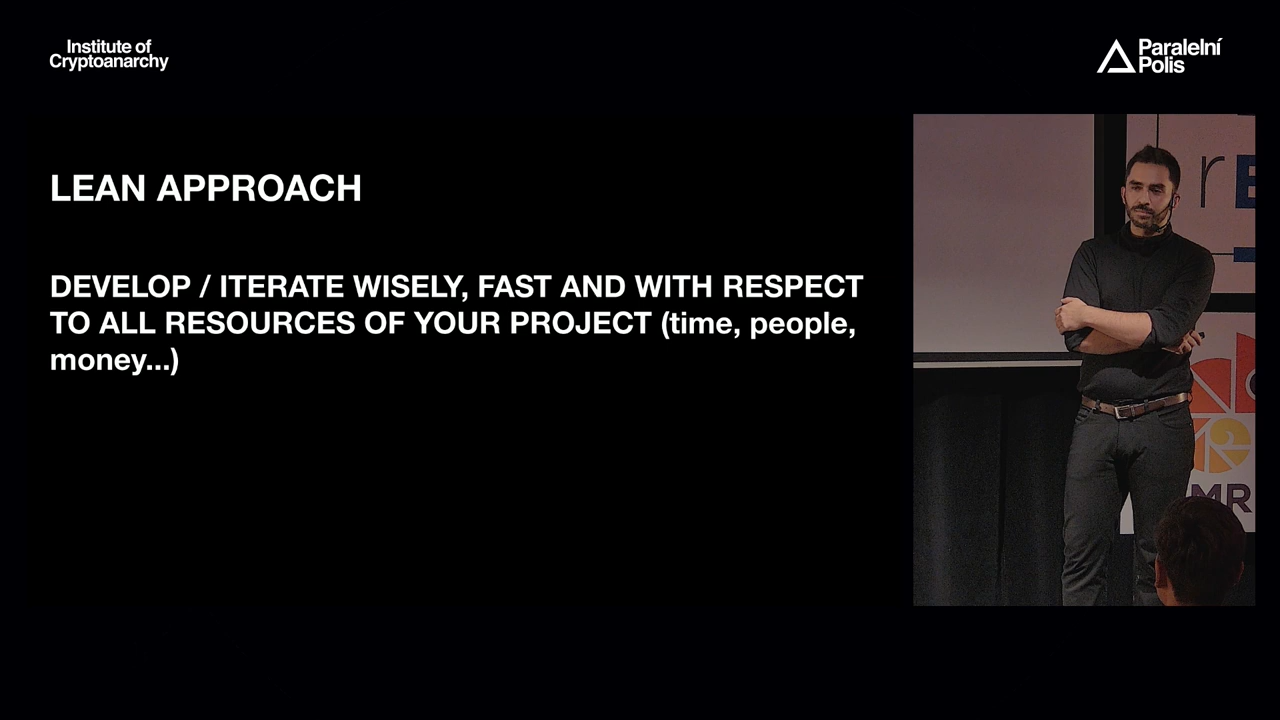 Institute of
Cryptoanarchy
Paralelní
Polis
LEAN APPROACH
DEVELOP / ITERATE WISELY, FAST AND WITH RESPECT
TO ALL RESOURCES OF YOUR PROJECT (time, people,
money...)
MR